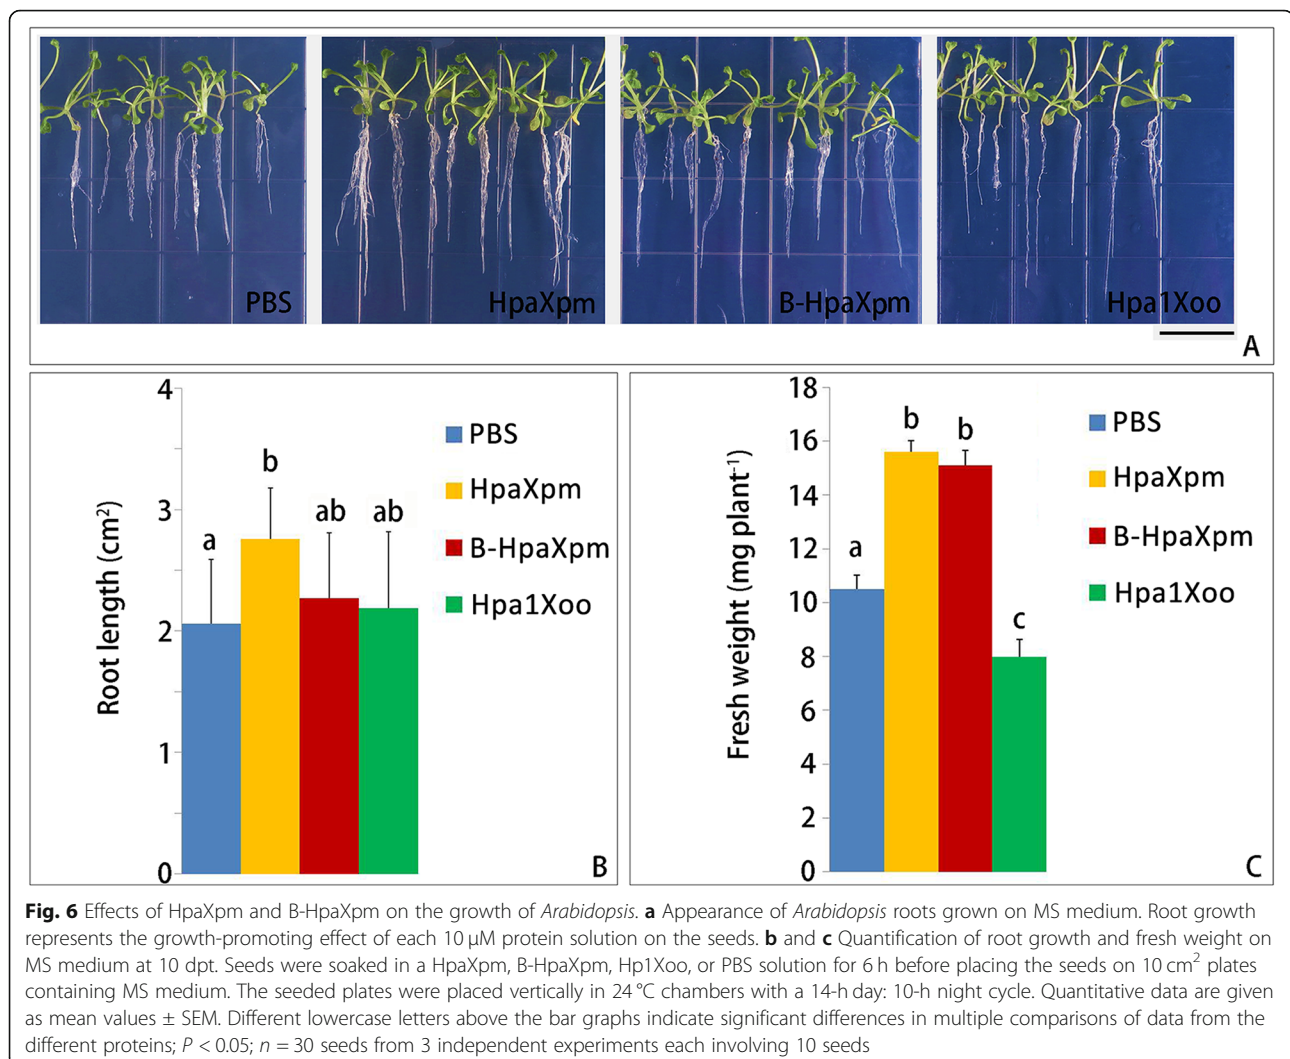 PBS
HpaXpm
B-HpaXpm
Hpa1Xoo
A
4
3
2
1
0
Root length (cm²)
a
b
ab
ab
PBS
HpaXpm
B-HpaXpm
Hpa1Xoo
B
18
16
14
12
10
8
6
4
2
0
Fresh weight (mg plant⁻¹)
a
b
b
c
PBS
HpaXpm
B-HpaXpm
Hpa1Xoo
C
Fig. 6 Effects of HpaXpm and B-HpaXpm on the growth of Arabidopsis. a Appearance of Arabidopsis roots grown on MS medium. Root growth
represents the growth-promoting effect of each 10 μM protein solution on the seeds. b and c Quantification of root growth and fresh weight on
MS medium at 10 dpt. Seeds were soaked in a HpaXpm, B-HpaXpm, Hp1Xoo, or PBS solution for 6 h before placing the seeds on 10 cm² plates
containing MS medium. The seeded plates were placed vertically in 24 °C chambers with a 14-h day: 10-h night cycle. Quantitative data are given
as mean values ± SEM. Different lowercase letters above the bar graphs indicate significant differences in multiple comparisons of data from the
different proteins; P < 0.05; n = 30 seeds from 3 independent experiments each involving 10 seeds